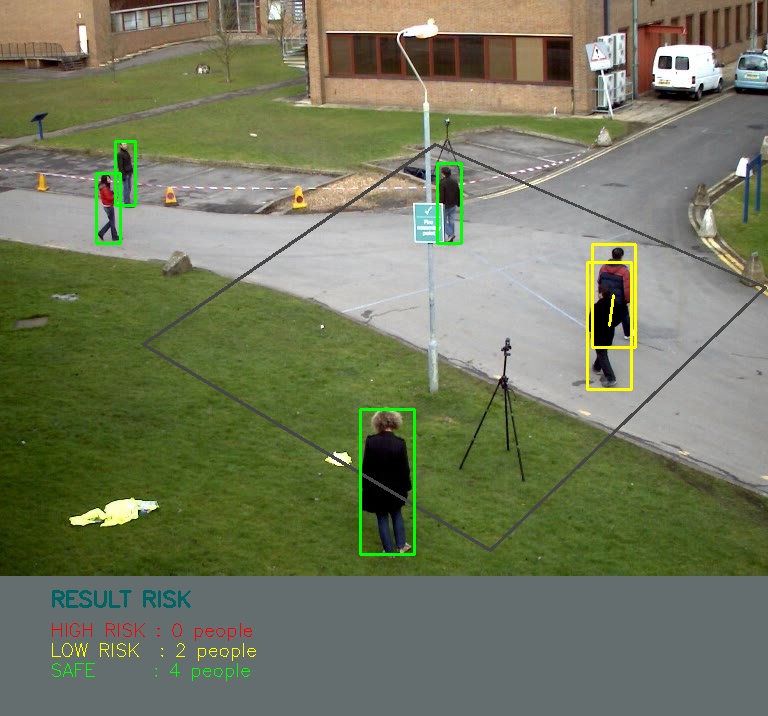 RESULT RISK
HIGH RISK : 0 people
LOW RISK : 2 people
SAFE : 4 people